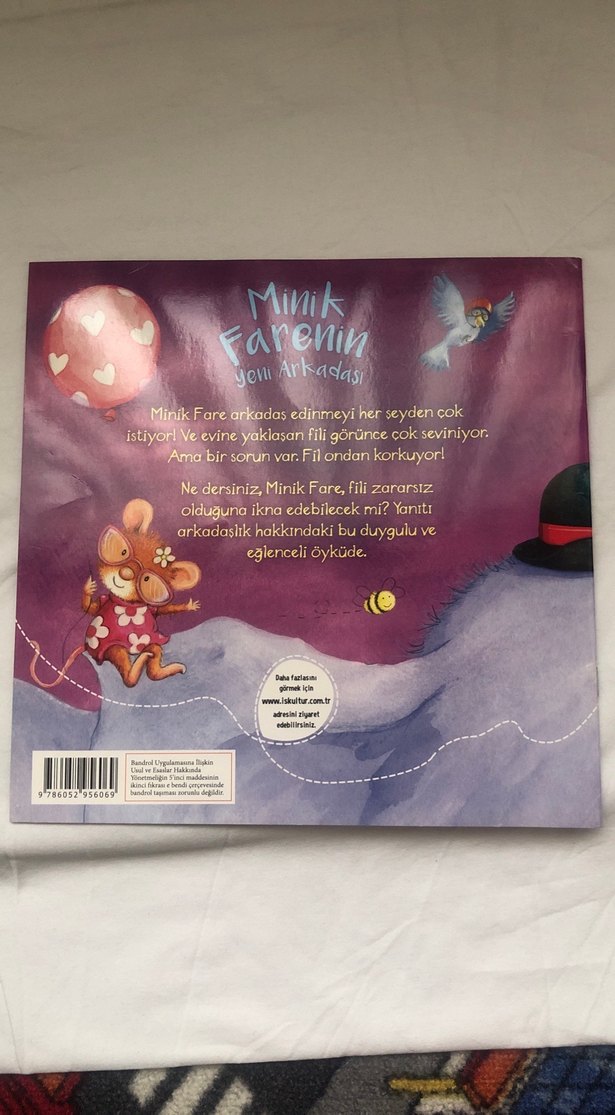 Minik
Farenin
Yeni Arkadaşı
Minik Fare arkadaş edinmeyi her şeyden çok
istiyor! Ve evine yaklaşan fili görünce çok seviniyor.
Ama bir sorun var. Fil ondan korkuyor!
Ne dersiniz, Minik Fare, fili zararsız
olduğuna ikna edebilecek mi? Yanıtı
arkadaşlık hakkındaki bu duygulu ve
eğlenceli öyküde.
Daha fazlasını
görmek için
www.iskultur.com.tr
adresini ziyaret
edebilirsiniz.
Bandrol Uygulamasına İlişkin
Usul ve Esaslar Hakkında
Yönetmeliğin 5'inci maddesinin
ikinci fıkrası e bendi çerçevesinde
bandrol taşıması zorunlu değildir.
9 786052 956069